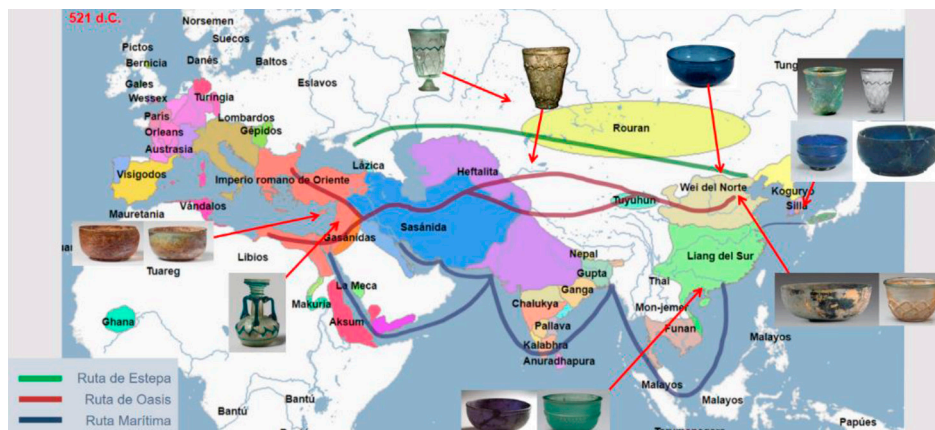 521 d.C.
Norsemen
Suecos
Pictos
Bernicia
Danés
Baltos
Gales
Wessex
Turingia
Eslavos
Tung
París
Lombardos
Orleans
Gépidos
Rouran
Austrasia
Lázica
Heftalita
Visigodos
Imperio romano de Oriente
Wei del Norte
Koguryo
Tuyuhun
Silla
Mauretania
Vándalos
Sasánida
Gasánidas
Liang del Sur
Libios
Nepal
Tuareg
Gupta
Thai
La Meca
Ganga
Makuria
Chalukya
Mon-jemer
Ghana
Aksum
Pallava
Funan
Malayos
Kalabhra
Anuradhapura
Ruta de Estepa
Malayos
Ruta de Oasis
Bantú
Malayos
Ruta Marítima
Bantú
Bantú
Papúes